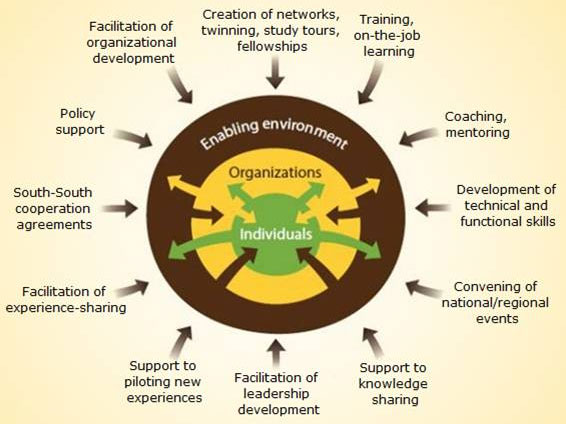 Creation of networks,
twinning, study tours,
fellowships
Training,
on-the-job
learning
Facilitation of
organizational
development
Coaching,
mentoring
Policy
support
Enabling environment
Organizations
Individuals
Development of
technical and
functional skills
South-South
cooperation
agreements
Convening of
national/regional
events
Facilitation of
experience-sharing
Support to
knowledge
sharing
Facilitation of
leadership
development
Support to
piloting new
experiences